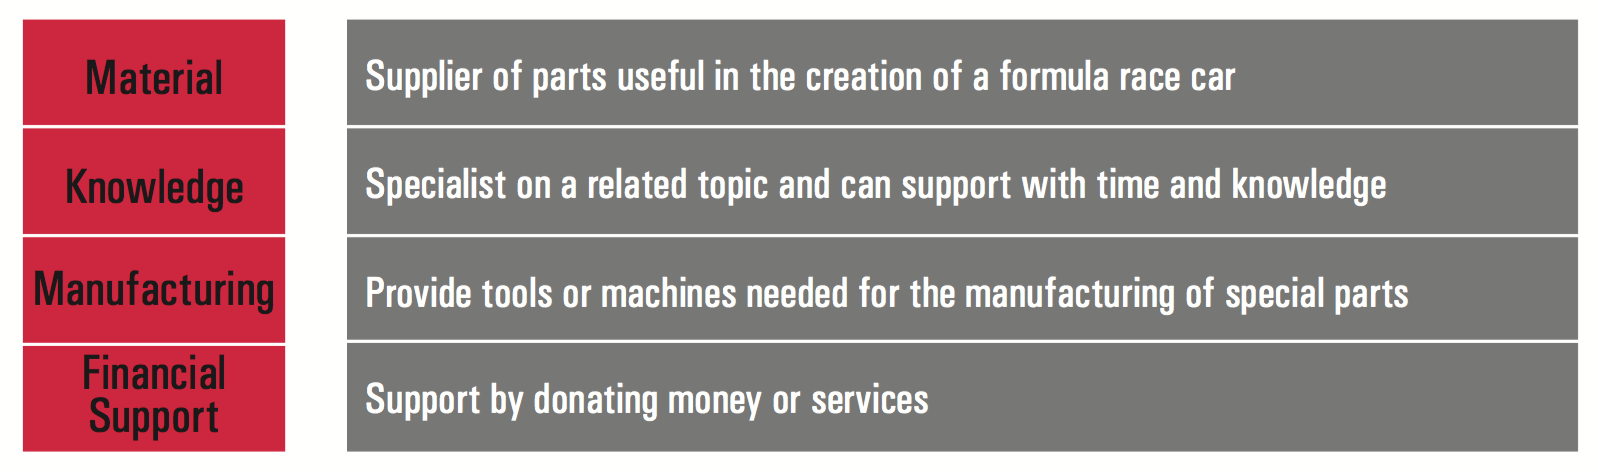 Material
Supplier of parts useful in the creation of a formula race car
Knowledge
Specialist on a related topic and can support with time and knowledge
Manufacturing
Provide tools or machines needed for the manufacturing of special parts
Financial
Support
Support by donating money or services